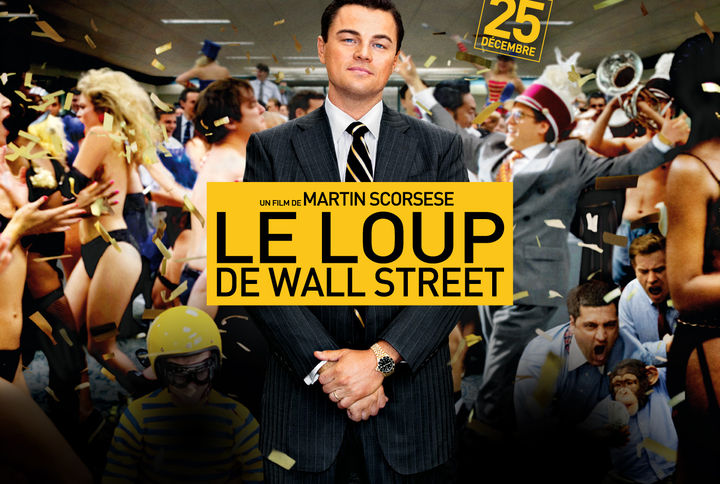 25
DÉCEMBRE
UN FILM DE MARTIN SCORSESE
LE LOUP
DE WALL STREET